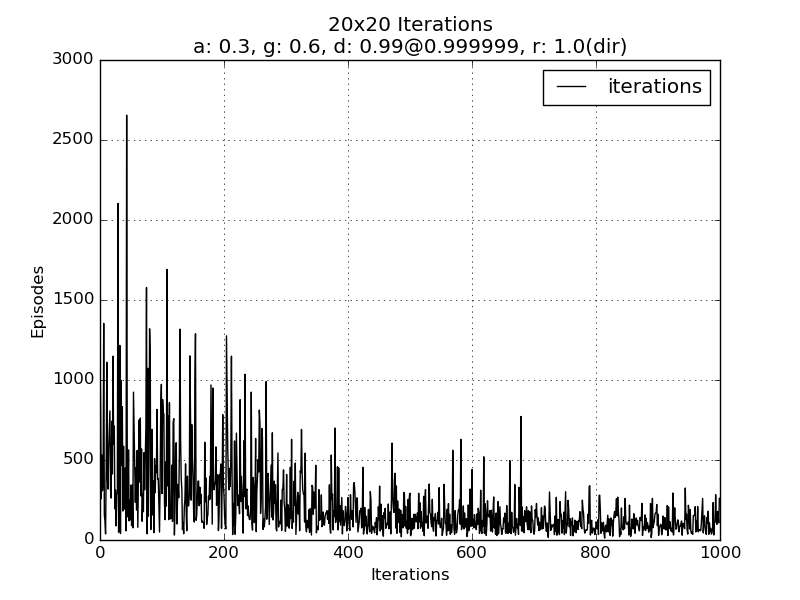 20x20 Iterations
a: 0.3, g: 0.6, d: 0.99@0.999999, r: 1.0(dir)
3000
iterations
2500
2000
Episodes
1500
1000
500
0
0 200 400 600 800 1000
Iterations